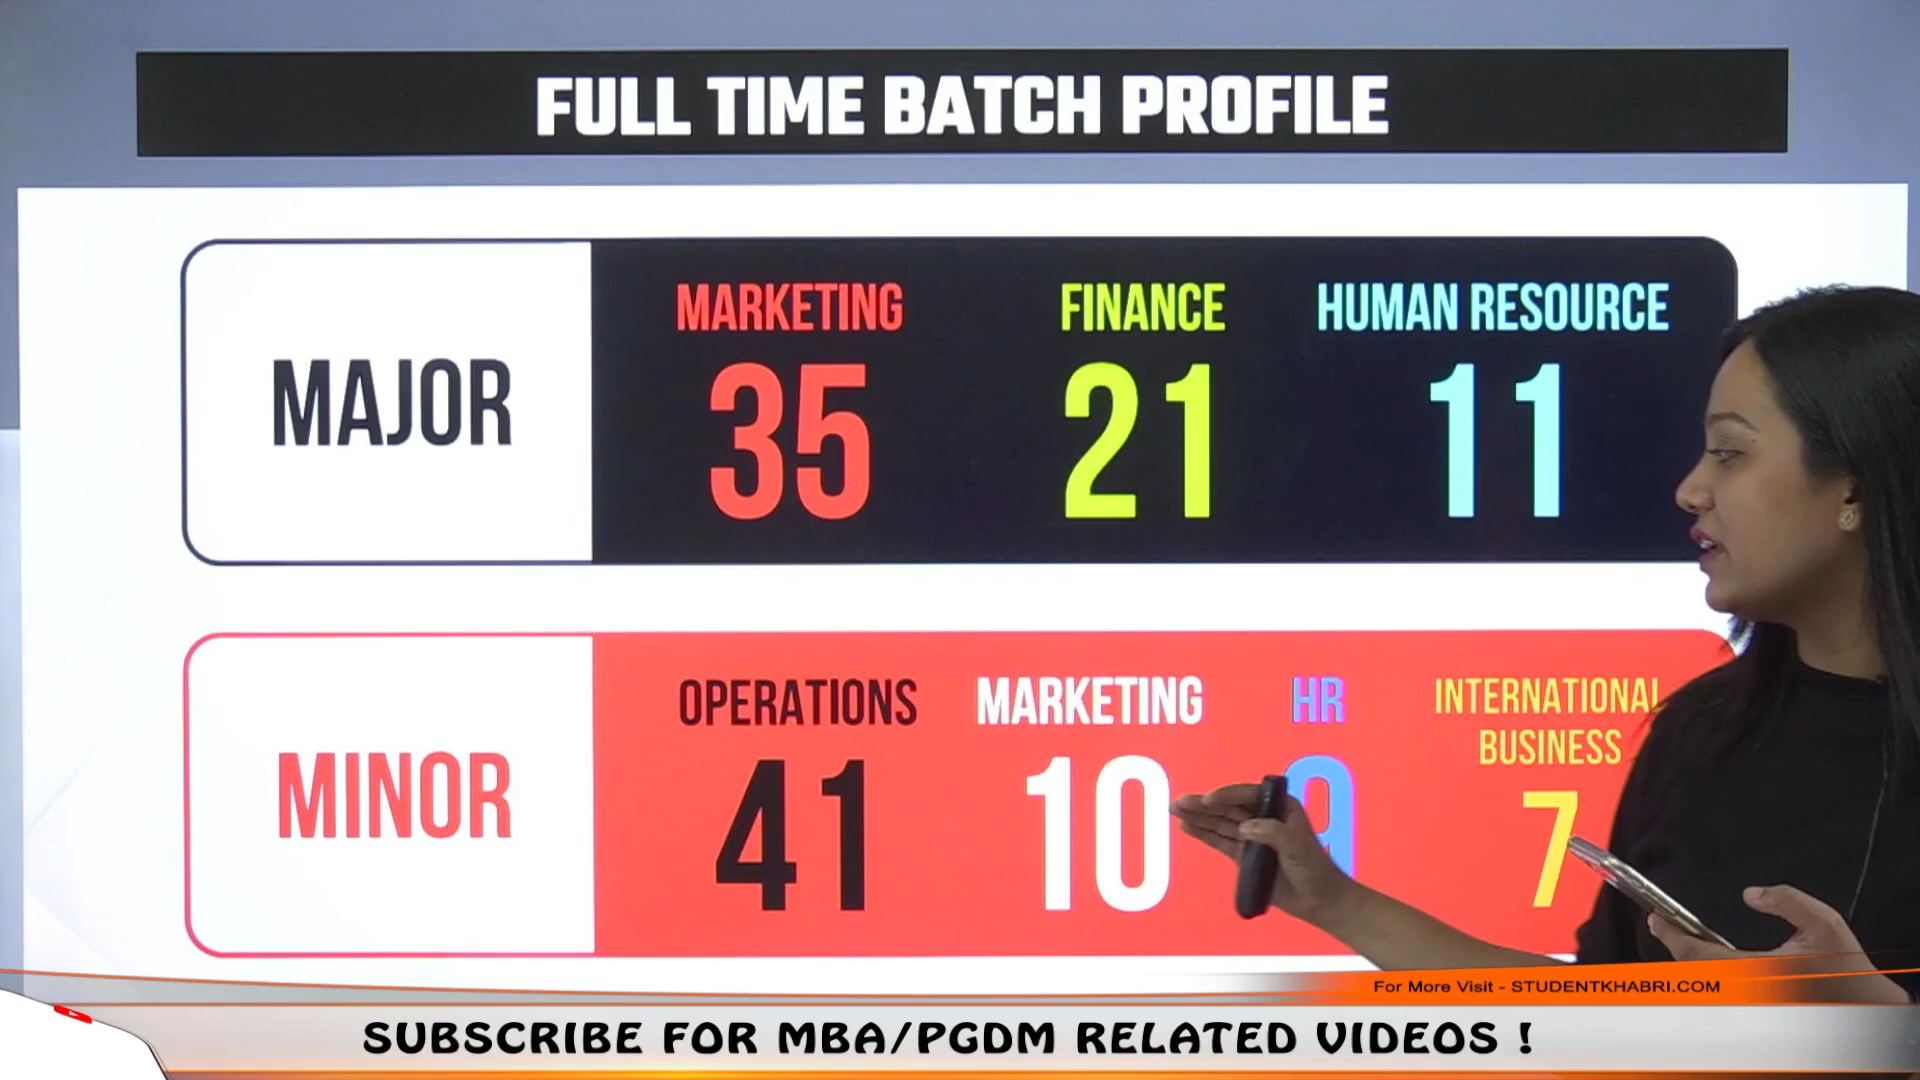 FULL TIME BATCH PROFILE
MAJOR
MARKETING
35
FINANCE
21
HUMAN RESOURCE
11
MINOR
OPERATIONS
41
MARKETING
10
HR
9
INTERNATIONAL
BUSINESS
7
For More Visit - STUDENTKHABRI.COM
SUBSCRIBE FOR MBA/PGDM RELATED VIDEOS !